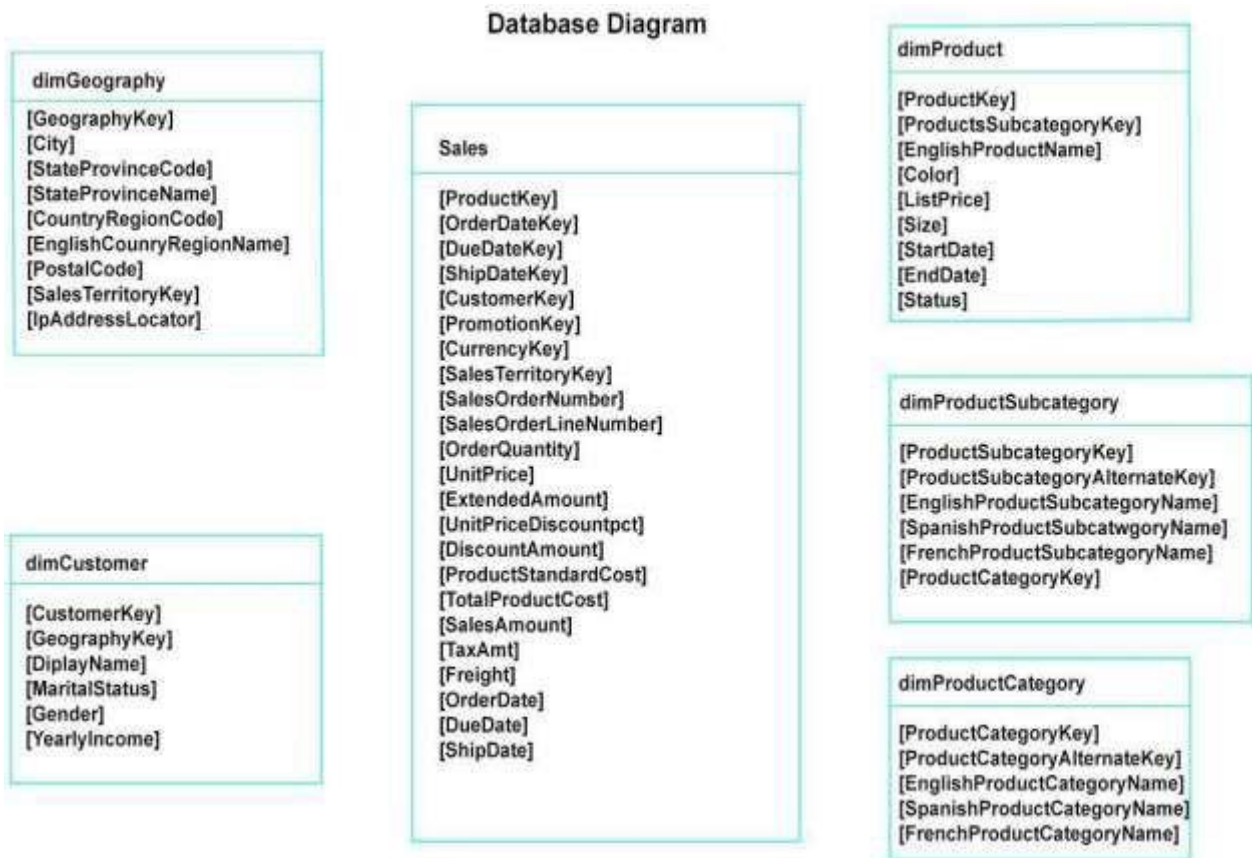 Database Diagram
dimGeography
[GeographyKey]
[City]
[StateProvinceCode]
[StateProvinceName]
[CountryRegionCode]
[EnglishCounryRegionName]
[PostalCode]
[SalesTerritoryKey]
[IpAddressLocator]
dimCustomer
[CustomerKey]
[GeographyKey]
[DiplayName]
[MaritalStatus]
[Gender]
[YearlyIncome]
Sales
[ProductKey]
[OrderDateKey]
[DueDateKey]
[ShipDateKey]
[CustomerKey]
[PromotionKey]
[CurrencyKey]
[SalesTerritoryKey]
[SalesOrderNumber]
[SalesOrderLineNumber]
[OrderQuantity]
[UnitPrice]
[ExtendedAmount]
[UnitPriceDiscountpct]
[DiscountAmount]
[ProductStandardCost]
[TotalProductCost]
[SalesAmount]
[TaxAmt]
[Freight]
[OrderDate]
[DueDate]
[ShipDate]
dimProduct
[ProductKey]
[ProductsSubcategoryKey]
[EnglishProductName]
[Color]
[ListPrice]
[Size]
[StartDate]
[EndDate]
[Status]
dimProductSubcategory
[ProductSubcategoryKey]
[ProductSubcategoryAlternateKey]
[EnglishProductSubcategoryName]
[SpanishProductSubcatwgoryName]
[FrenchProductSubcategoryName]
[ProductCategoryKey]
dimProductCategory
[ProductCategoryKey]
[ProductCategoryAlternateKey]
[EnglishProductCategoryName]
[SpanishProductCategoryName]
[FrenchProductCategoryName]